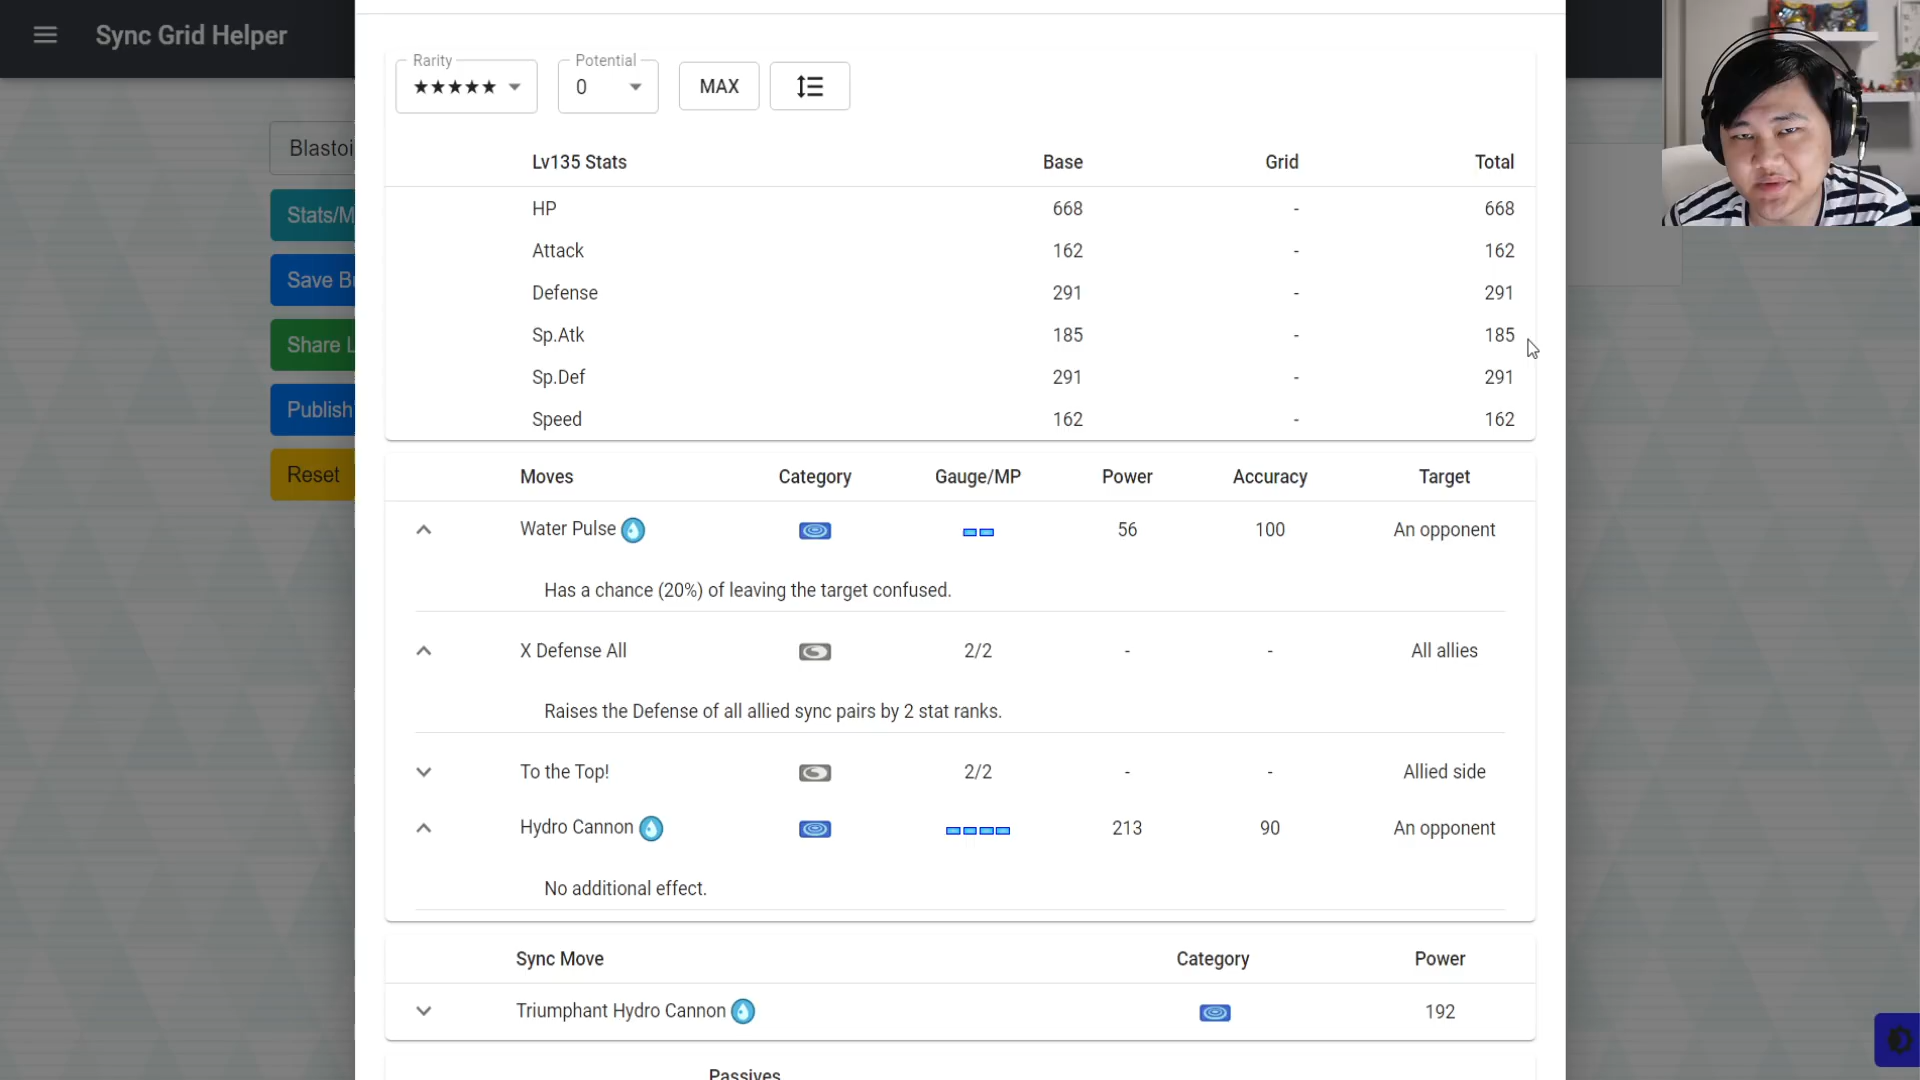 Sync Grid Helper
Rarity
★★★★★
Potential
0
MAX
Lv135 Stats Base Grid Total
HP 668 - 668
Attack 162 - 162
Defense 291 - 291
Sp.Atk 185 - 185
Sp.Def 291 - 291
Speed 162 - 162
Blastoi
Stats/M
Save Bu
Share L
Publish
Reset
Moves Category Gauge/MP Power Accuracy Target
Water Pulse 56 100 An opponent
Has a chance (20%) of leaving the target confused.
X Defense All 2/2 - - All allies
Raises the Defense of all allied sync pairs by 2 stat ranks.
To the Top! 2/2 - - Allied side
Hydro Cannon 213 90 An opponent
No additional effect.
Sync Move Category Power
Triumphant Hydro Cannon 192
Passives